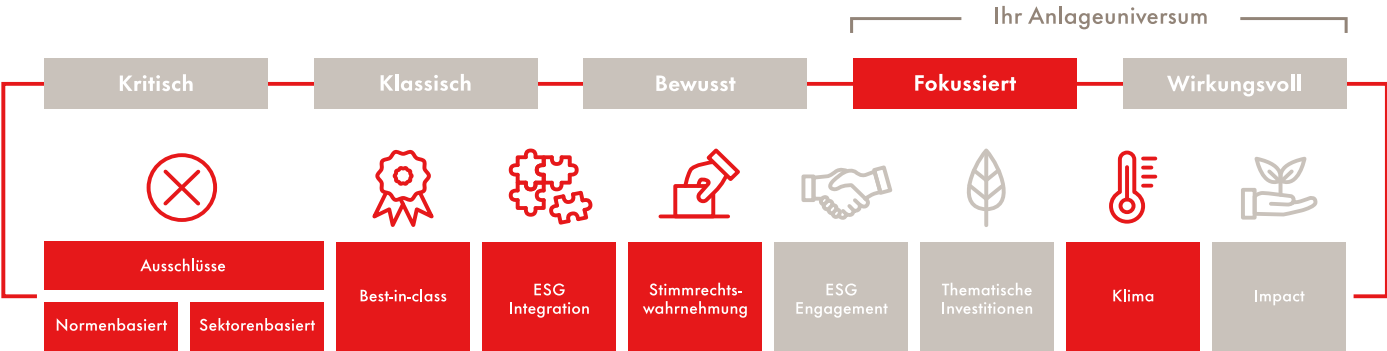 Ihr Anlageuniversum
Kritisch
Klassisch
Bewusst
Fokussiert
Wirkungsvoll
Ausschlüsse
Normenbasiert
Sektorenbasiert
Best-in-class
ESG
Integration
Stimmrechts-
wahrnehmung
ESG
Engagement
Thematische
Investitionen
Klima
Impact